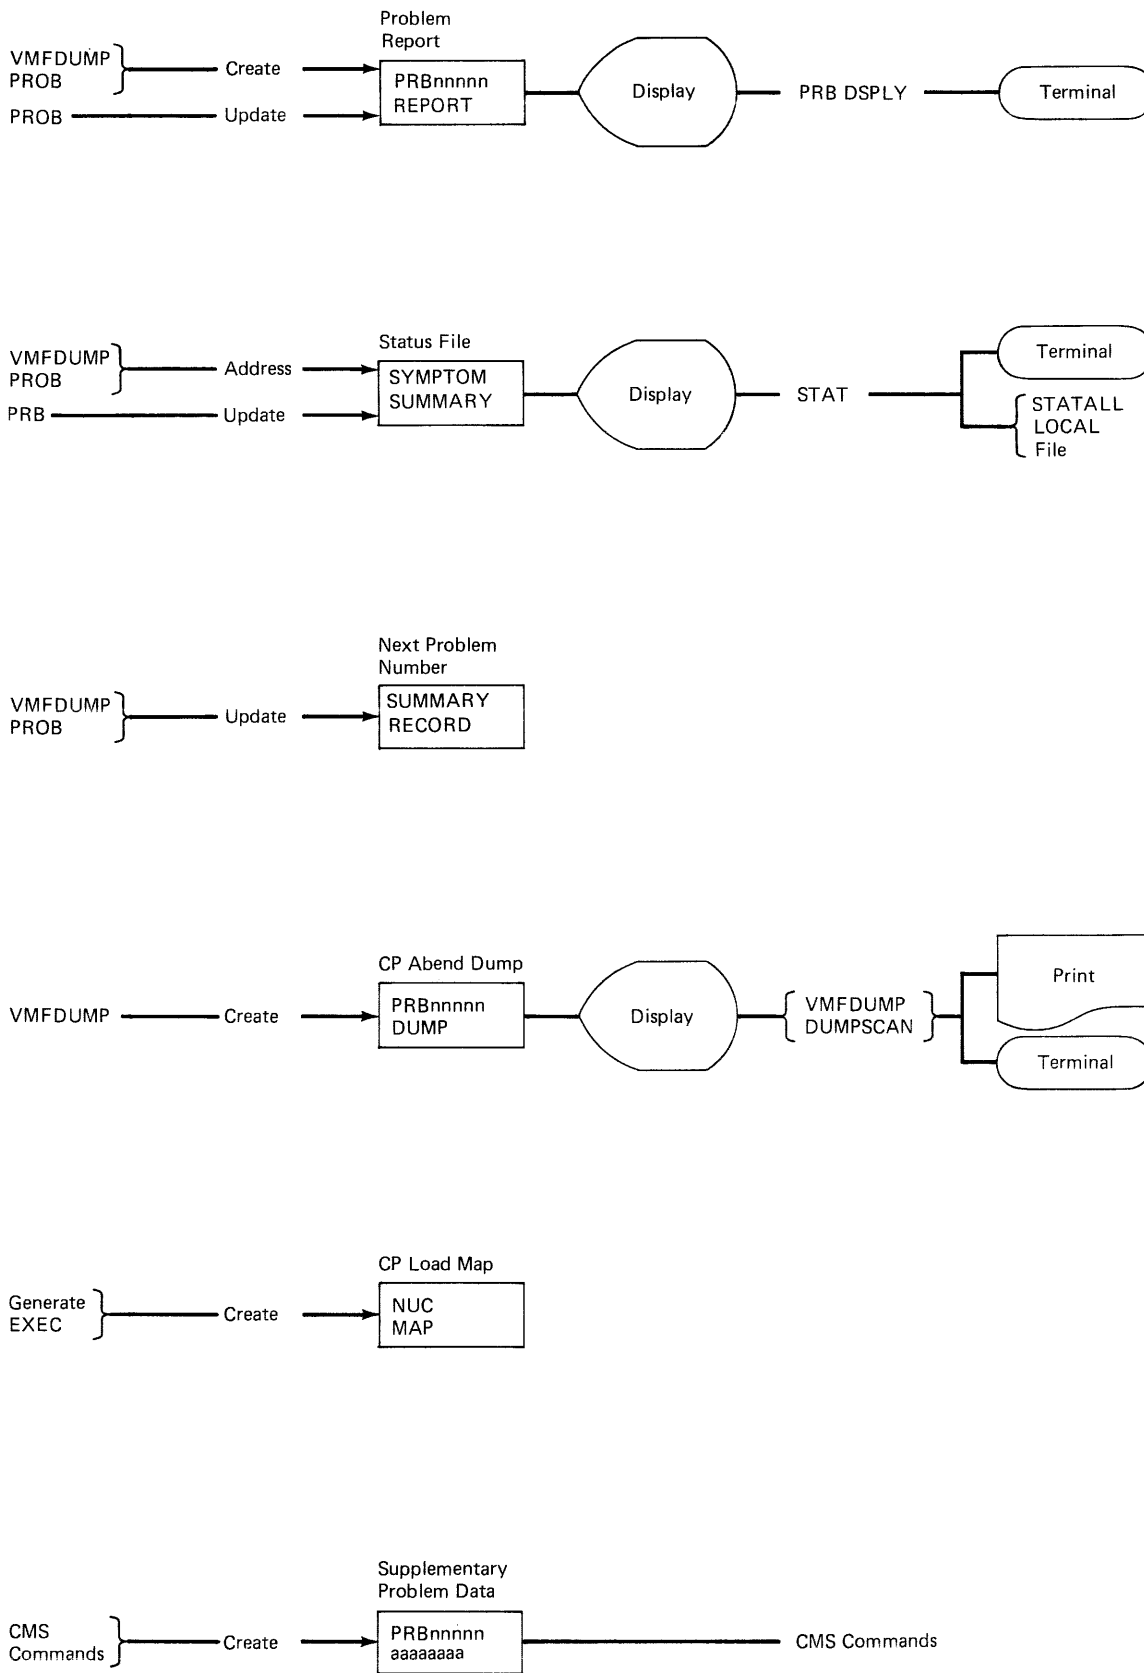 Problem
Report
VMFDUMP
PROB
Create
PRBnnnnn
REPORT
Display
PRB DSPLY
Terminal
PROB
Update
Status File
VMFDUMP
PROB
Address
SYMPTOM
SUMMARY
Display
STAT
Terminal
STATALL
LOCAL
File
PRB
Update
Next Problem
Number
VMFDUMP
PROB
Update
SUMMARY
RECORD
CP Abend Dump
VMFDUMP
Create
PRBnnnnn
DUMP
Display
VMFDUMP
DUMPSCAN
Print
Terminal
CP Load Map
Generate
EXEC
Create
NUC
MAP
Supplementary
Problem Data
CMS
Commands
Create
PRBnnnnn
aaaaaaaa
CMS Commands